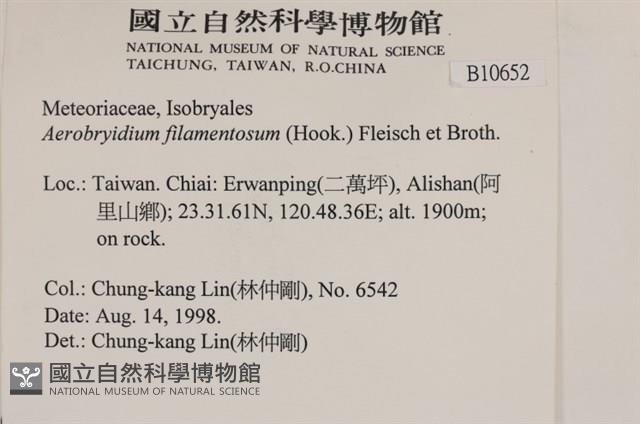 國立自然科學博物館
NATIONAL MUSEUM OF NATURAL SCIENCE
TAICHUNG, TAIWAN, R.O.CHINA
B10652
Meteoriaceae, Isobryales
Aerobryidium filamentosum (Hook.) Fleisch et Broth.
Loc.: Taiwan. Chiai: Erwanping(二萬坪), Alishan(阿
里山鄉); 23.31.61N, 120.48.36E; alt. 1900m;
on rock.
Col.: Chung-kang Lin(林仲剛), No. 6542
Date: Aug. 14, 1998.
Det.: Chung-kang Lin(林仲剛)
國立自然科學博物館
NATIONAL MUSEUM OF NATURAL SCIENCE